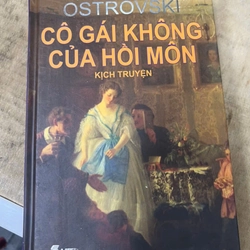 OSTROVSKI
CÔ GÁI KHÔNG
CỦA HỒI MÔN
KỊCH TRUYỆN